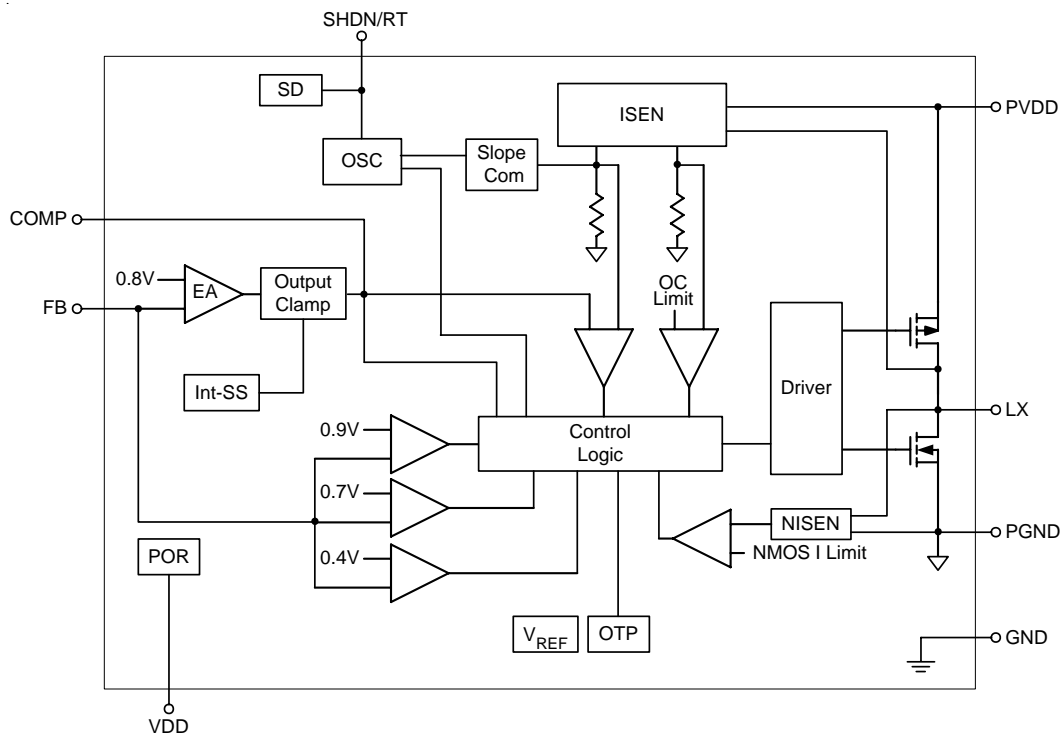 SHDN/RT
SD
ISEN
PVDD
OSC
Slope
Com
COMP
0.8V
EA
Output
Clamp
OC
Limit
FB
Int-SS
Driver
LX
0.9V
Control
Logic
0.7V
NISEN
PGND
POR
0.4V
NMOS I Limit
VREF
OTP
GND
VDD